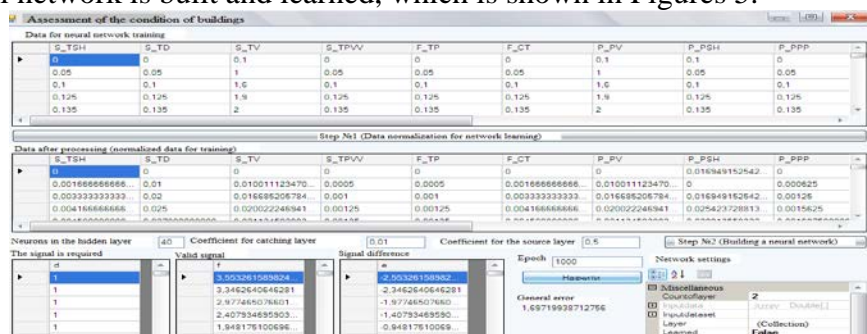 network is built and learned, which is shown in Figures 3.
Assessment of the condition of buildings
Data for neural network training
S_TSH S_TD S_TV S_TPVV F_TP F_CT P_PV P_PSH P_PPP
0 0 0,1 0 0 0 0,1 0,1 0
0.05 0.05 1 0.05 0.05 0.05 1 0.05 0.05
0,1 0,1 1,6 0,1 0,1 0,1 1,6 0,1 0,1
0,125 0,125 1,9 0,125 0,125 0,125 1,9 0,125 0,125
0,135 0,135 2 0,135 0,135 0,135 2 0,135 0,135
Step №1 (Data normalization for network learning)
Data after processing (normalized data for training)
S_TSH S_TD S_TV S_TPVV F_TP F_CT P_PV P_PSH P_PPP
0 0 0 0 0 0 0 0,016949152542... 0
0,001666666666... 0,01 0,010011123470... 0,0005 0,0005 0,001666666666... 0,010011123470... 0 0,000625
0,003333333333... 0,02 0,016685205784... 0,001 0,001 0,003333333333... 0,016685205784... 0,016949152542... 0,00125
0,004166666666... 0,025 0,020022246941 0,00125 0,00125 0,004166666666... 0,020022246941 0,025423728813... 0,0015625
Neurons in the hidden layer 40 Coefficient for catching layer 0.01 Coefficient for the source layer 0.5 Step №2 (Building a neural network)
The signal is required Valid signal Signal difference Epoch 1000 Network settings
d f e
1 3,553261589824... -2,55326158982...
1 3,3462640646281 -2,3462640646281
1 2,97746507660... -1,97746507660...
1 2,407934695903... -1,40793469590...
1 1,948175100696... -0,94817510069...
General error
1,69719938712756
Miscellaneous
Countoflayer 2
Inputdata Double[]
Inputdataset
Layer (Collection)
Learned False